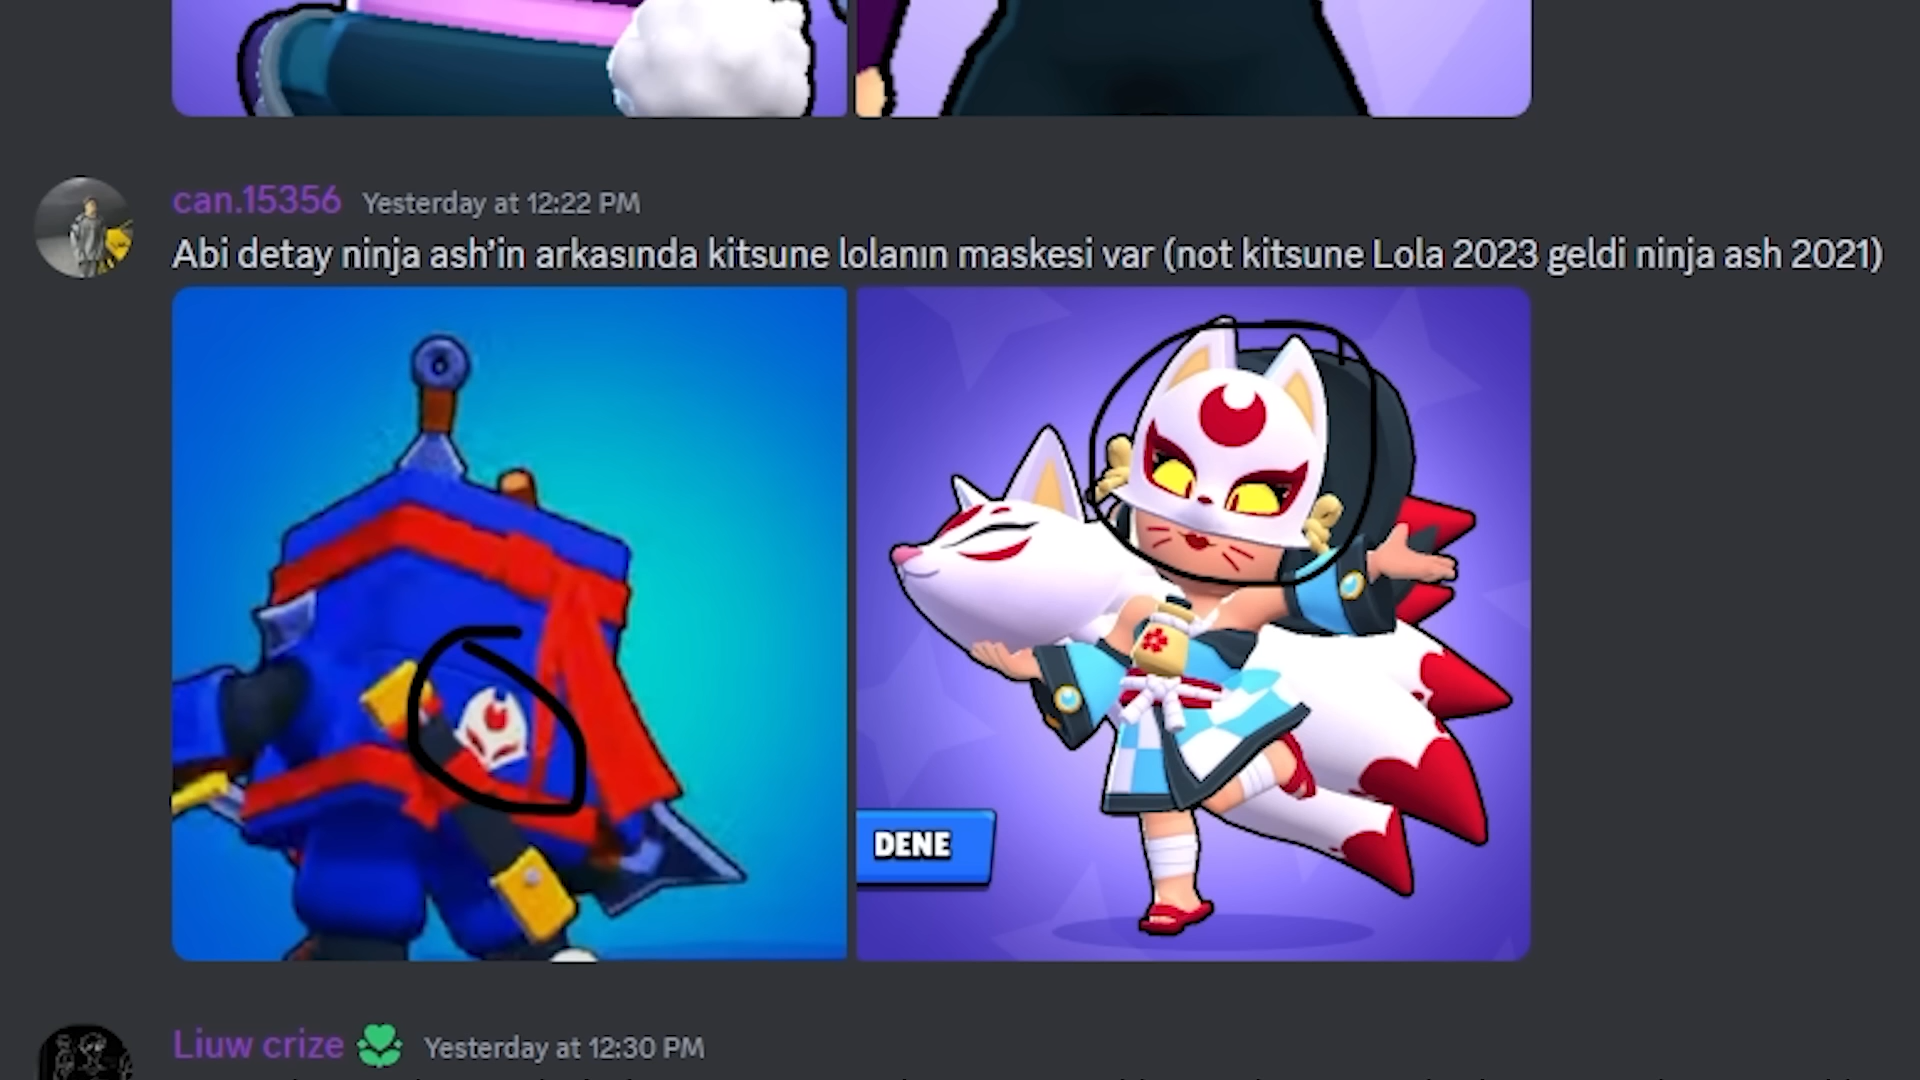 can.15356 Yesterday at 12:22 PM
Abi detay ninja ash’in arkasında kitsune lolanın maskesi var (not kitsune Lola 2023 geldi ninja ash 2021)
DENE
Liuw crize Yesterday at 12:30 PM